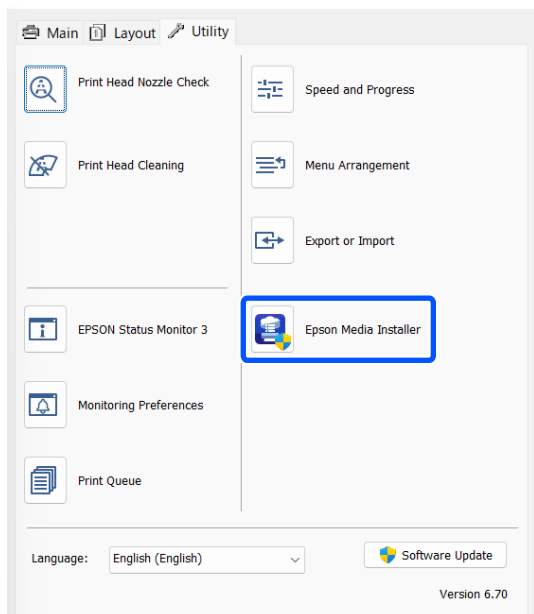 Main Layout Utility
Print Head Nozzle Check
Print Head Cleaning
EPSON Status Monitor 3
Monitoring Preferences
Print Queue
Speed and Progress
Menu Arrangement
Export or Import
Epson Media Installer
Language: English (English)
Software Update
Version 6.70